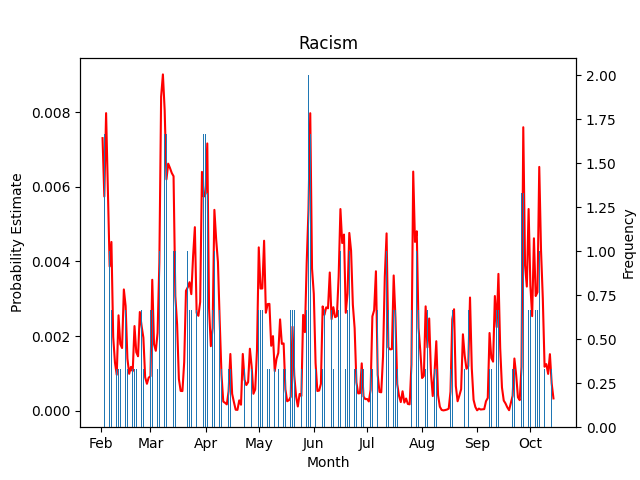 Racism
Probability Estimate
0.008
0.006
0.004
0.002
0.000
2.00
1.75
1.50
1.25
1.00
0.75
0.50
0.25
0.00
Frequency
Feb Mar Apr May Jun Jul Aug Sep Oct
Month